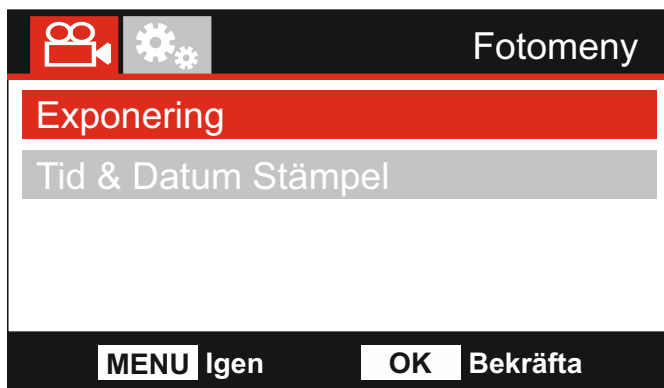 Fotomeny
Exponering
Tid & Datum Stämpel
MENU Igen OK Bekräfta